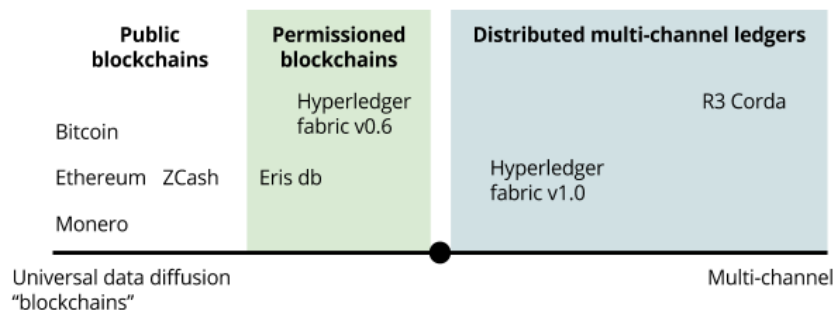 Public
blockchains
Permissioned
blockchains
Distributed multi-channel ledgers
Hyperledger
fabric v0.6
R3 Corda
Bitcoin
Ethereum ZCash
Eris db
Hyperledger
fabric v1.0
Monero
Universal data diffusion
“blockchains”
Multi-channel